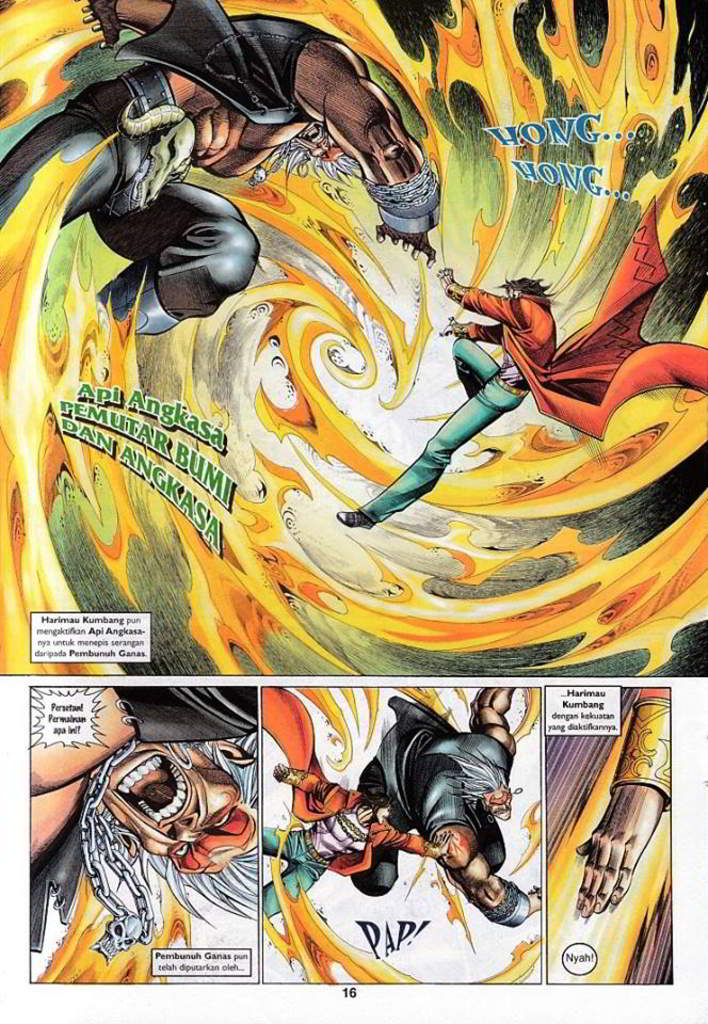 HONG...
HONG...
Api Angkasa
PEMUTAR BUMI
DAN ANGKASA
Harimau Kumbang pun
mengaktifkan Api Angkasa-
nya untuk menepis serangan
daripada Pembunuh Ganas.
Persetan!
Permainan
apa ini!?
Pembunuh Ganas pun
telah diputarkan oleh...
PAP!
...Harimau
Kumbang
dengan kekuatan
yang diaktifkannya.
Nyah!
16